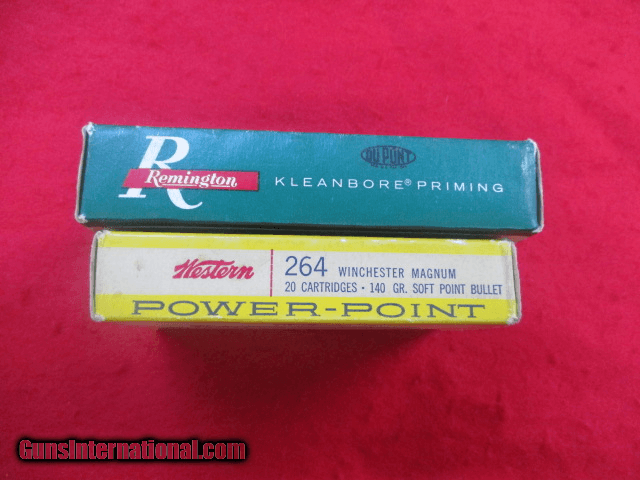 R
Remington
DU PONT
KLEANBORE® PRIMING
Western
264 WINCHESTER MAGNUM
20 CARTRIDGES · 140 GR. SOFT POINT BULLET
POWER-POINT
GunsInternational.com